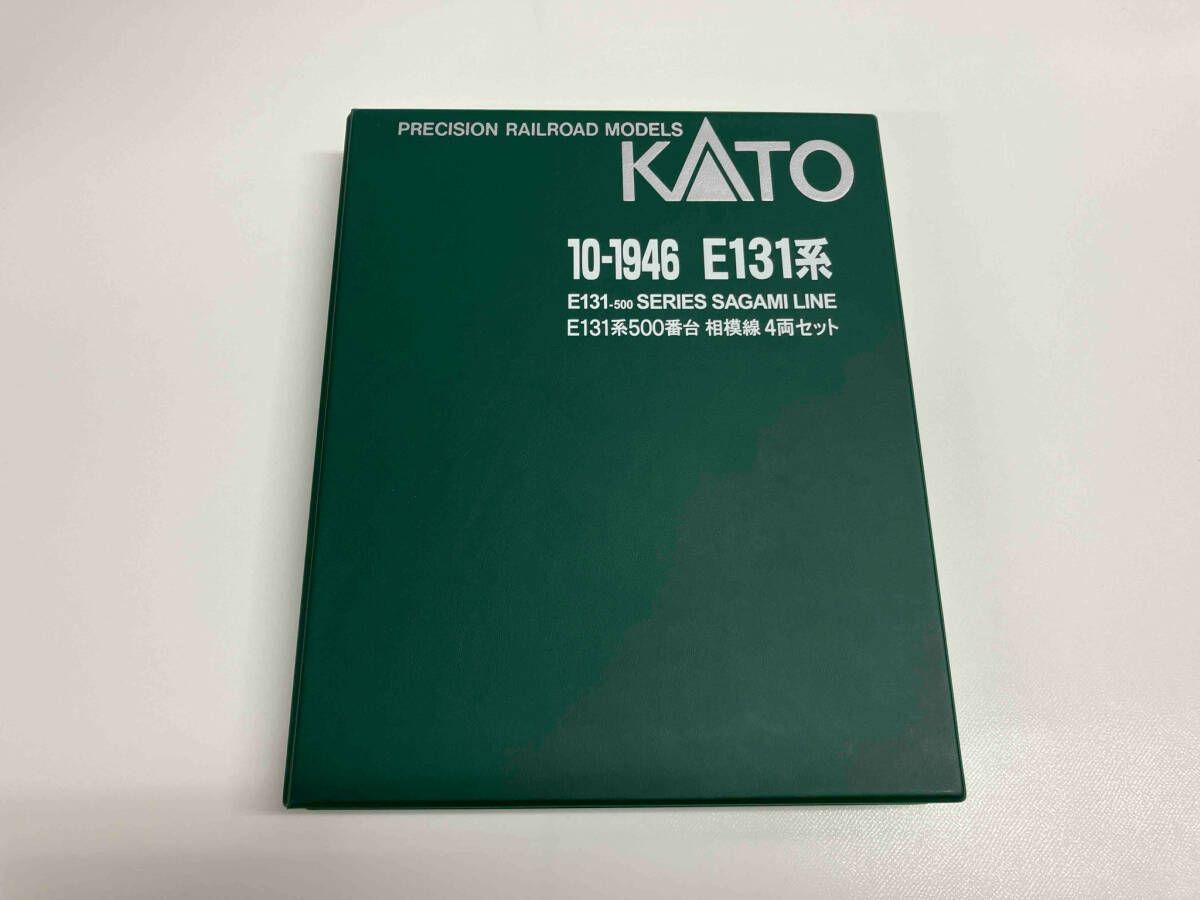 PRECISION RAILROAD MODELS
KATO
10-1946 E131系
E131-500 SERIES SAGAMI LINE
E131系500番台 相模線 4両セット